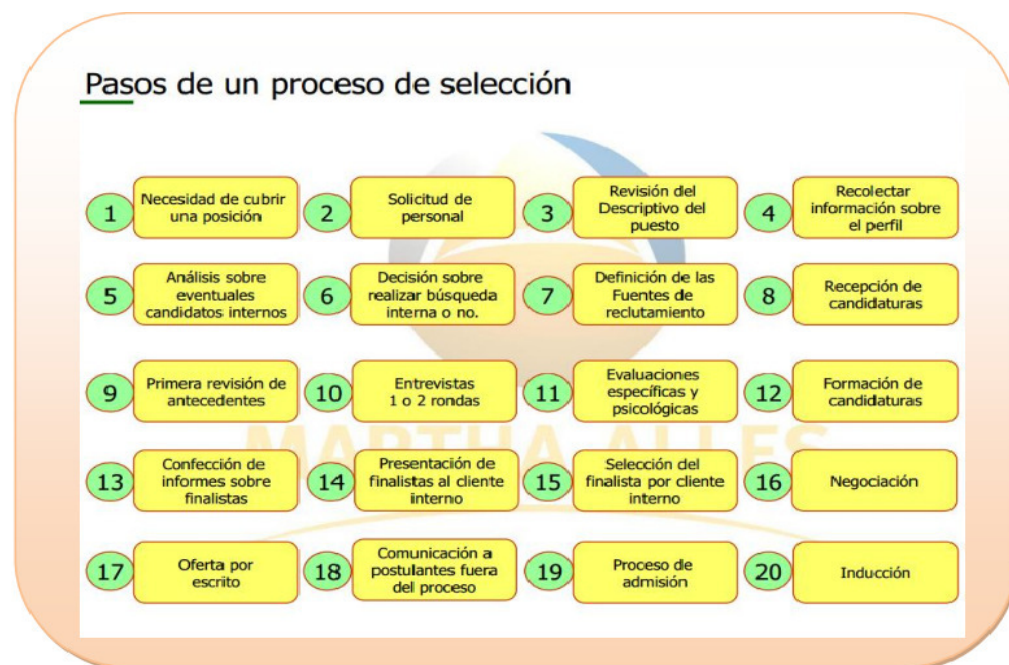 Pasos de un proceso de selección
1
Necesidad de cubrir
una posición
2
Solicitud de
personal
3
Revisión del
Descriptivo del
puesto
4
Recolectar
información sobre
el perfil
5
Análisis sobre
eventuales
candidatos internos
6
Decisión sobre
realizar búsqueda
interna o no.
7
Definición de las
Fuentes de
reclutamiento
8
Recepción de
candidaturas
9
Primera revisión de
antecedentes
10
Entrevistas
1 o 2 rondas
11
Evaluaciones
específicas y
psicológicas
12
Formación de
candidaturas
MARTHA ALLES
13
Confección de
informes sobre
finalistas
14
Presentación de
finalistas al cliente
interno
15
Selección del
finalista por cliente
interno
16
Negociación
17
Oferta por
escrito
18
Comunicación a
postulantes fuera
del proceso
19
Proceso de
admisión
20
Inducción